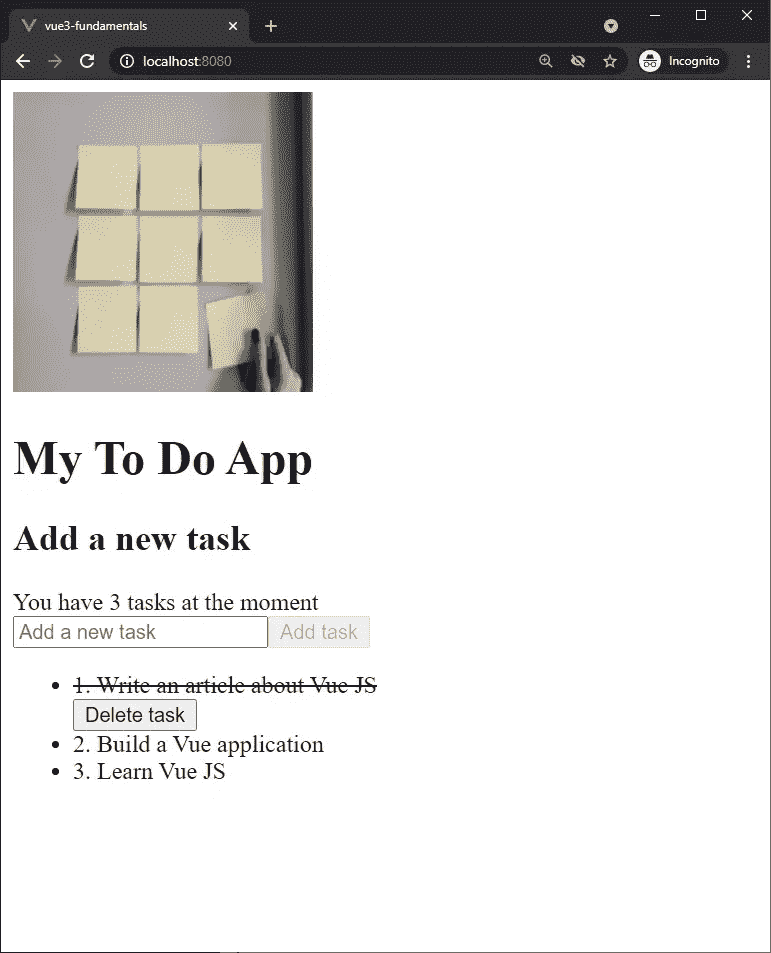 vue3-fundamentals
localhost:8080
Incognito
My To Do App
Add a new task
You have 3 tasks at the moment
Add a new task Add task
1. Write an article about Vue JS
Delete task
2. Build a Vue application
3. Learn Vue JS